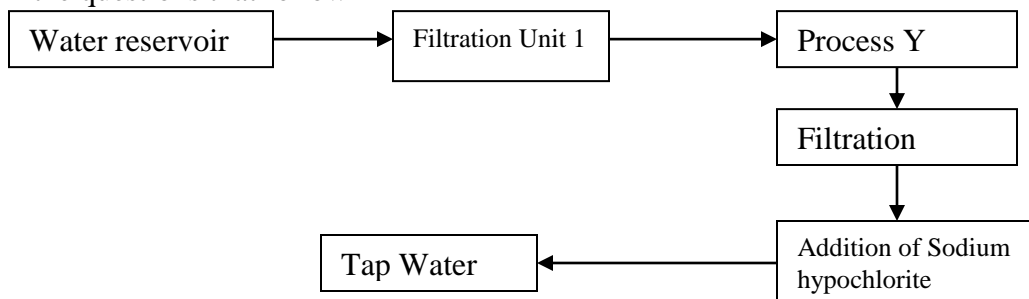 Water reservoir
Filtration Unit 1
Process Y
Filtration
Addition of Sodium
hypochlorite
Tap Water